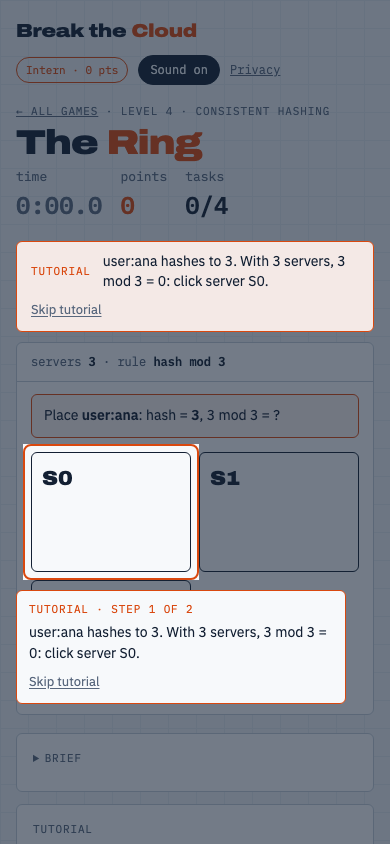 Break the Cloud
Intern · 0 pts
Sound on
Privacy
← ALL GAMES · LEVEL 4 · CONSISTENT HASHING
The Ring
time points tasks
0:00.0 0 0/4
TUTORIAL
user:ana hashes to 3. With 3 servers, 3
mod 3 = 0: click server S0.
Skip tutorial
servers 3 · rule hash mod 3
Place user:ana: hash = 3, 3 mod 3 = ?
S0
S1
TUTORIAL · STEP 1 OF 2
user:ana hashes to 3. With 3 servers, 3 mod 3 =
0: click server S0.
Skip tutorial
▶ BRIEF
TUTORIAL